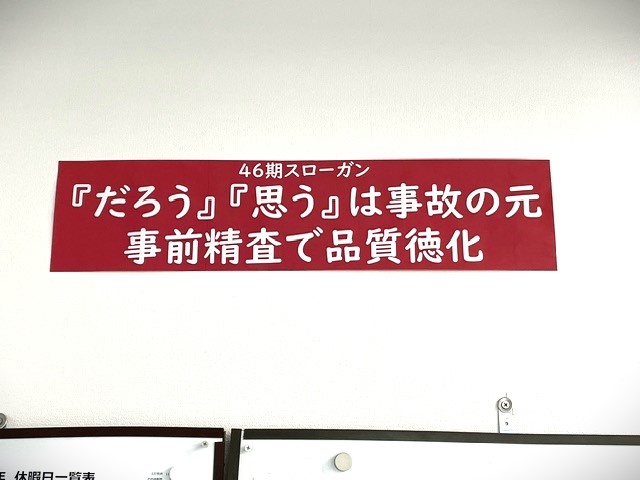 46期スローガン
『だろう』『思う』は事故の元
事前精査で品質徳化
休暇日一覧表